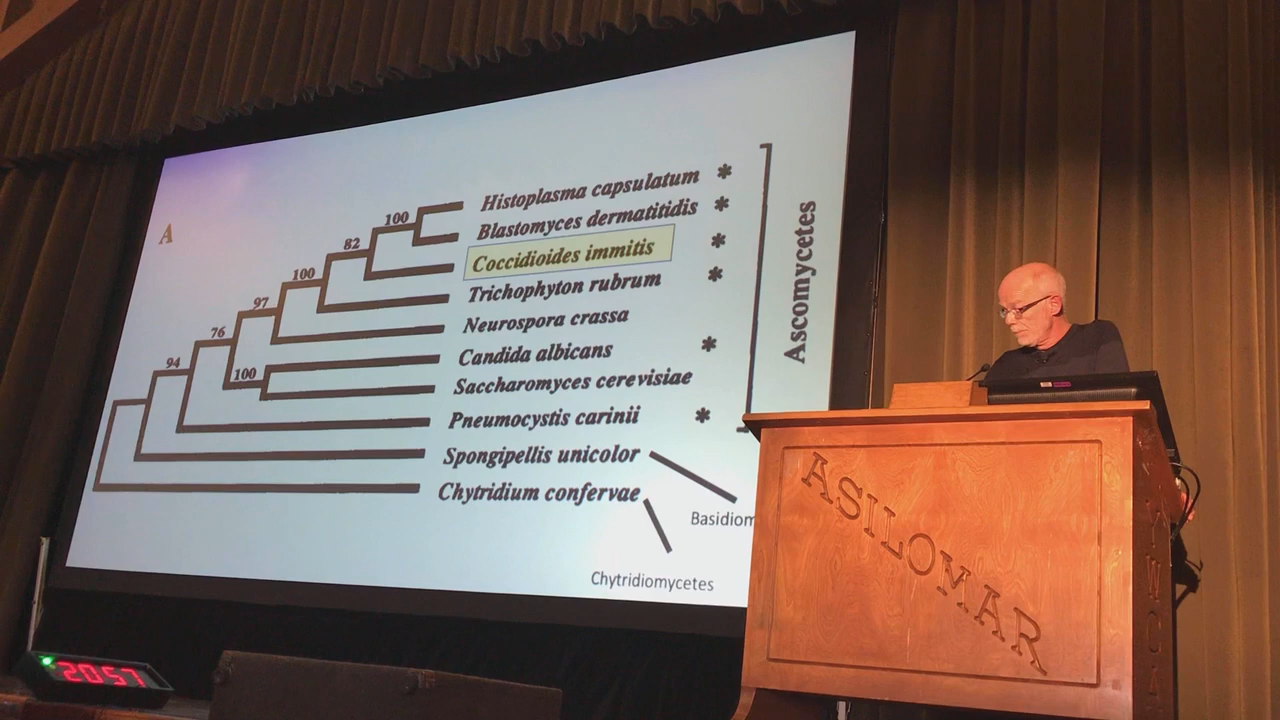 A
100
82
100
97
76
100
94
Histoplasma capsulatum *
Blastomyces dermatitidis *
Coccidioides immitis *
Trichophyton rubrum *
Neurospora crassa
Candida albicans *
Saccharomyces cerevisiae
Pneumocystis carinii *
Spongipellis unicolor
Chytridium confervae
Ascomycetes
Basidiom
Chytridiomycetes
ASILOMAR
20:57